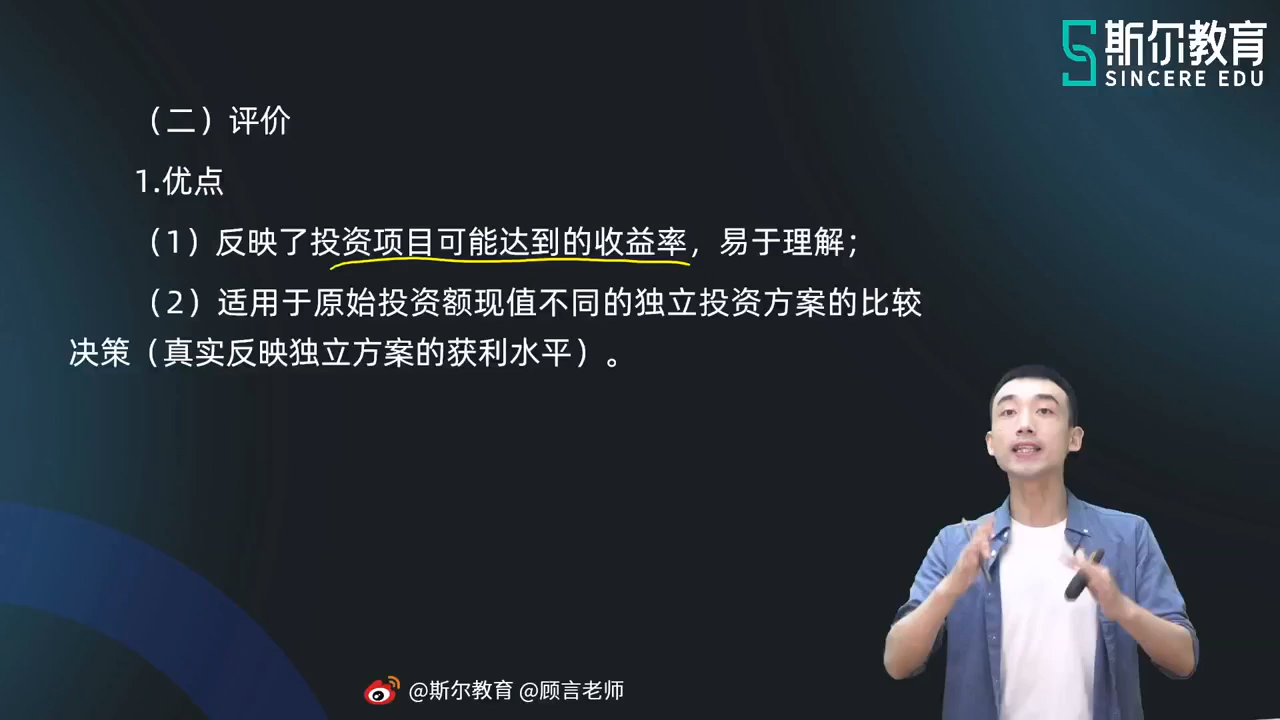 斯尔教育
SINCERE EDU
（二）评价
1.优点
（1）反映了投资项目可能达到的收益率，易于理解；
（2）适用于原始投资额现值不同的独立投资方案的比较
决策（真实反映独立方案的获利水平）。
@斯尔教育 @顾言老师